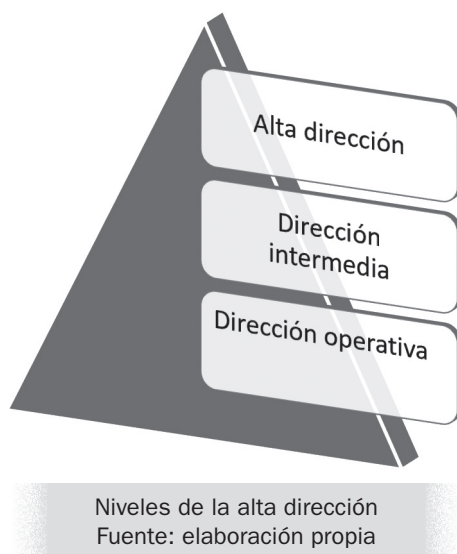 Alta dirección
Dirección
intermedia
Dirección operativa
Niveles de la alta dirección
Fuente: elaboración propia